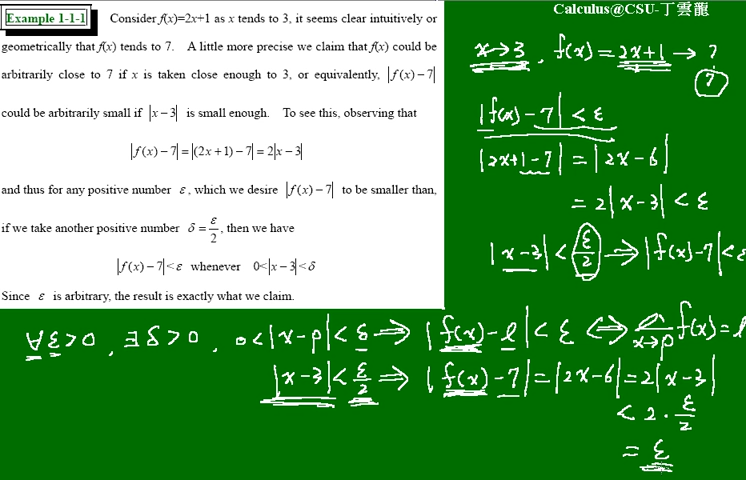 Example 1-1-1 Consider f(x)=2x+1 as x tends to 3, it seems clear intuitively or
geometrically that f(x) tends to 7. A little more precise we claim that f(x) could be
arbitrarily close to 7 if x is taken close enough to 3, or equivalently, |f(x)−7|
could be arbitrarily small if |x−3| is small enough. To see this, observing that
|f(x)−7|=|(2x+1)−7|=2|x−3|
and thus for any positive number ε, which we desire |f(x)−7| to be smaller than,
if we take another positive number δ=ε/2, then we have
|f(x)−7|<ε whenever 0<|x−3|<δ
Since ε is arbitrary, the result is exactly what we claim.
Calculus@CSU-丁雲龍
x→3, f(x)=2x+1→?
7
|f(x)-7|<ε
|2x+1-7|=|2x-6|
=2|x-3|<ε
|x-3|<ε/2⇒|f(x)-7|<ε
∀ε>0, ∃δ>0, 0<|x-p|<δ⇒|f(x)-l|<ε⇔lim x→p f(x)=l
|x-3|<ε/2⇒|f(x)-7|=|2x-6|=2|x-3|
<2·ε/2
=ε